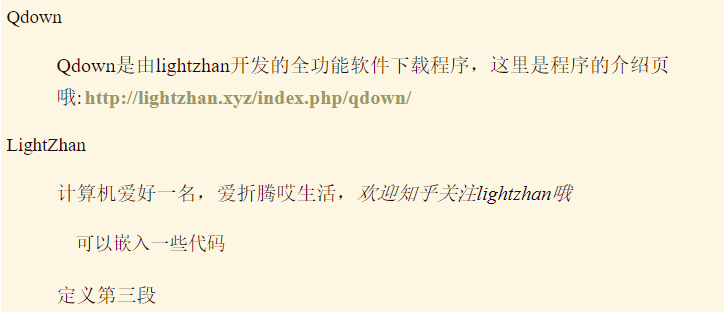 Qdown
Qdown是由lightzhan开发的全功能软件下载程序，这里是程序的介绍页
哦:http://lightzhan.xyz/index.php/qdown/
LightZhan
计算机爱好一名，爱折腾哎生活，欢迎知乎关注lightzhan哦
可以嵌入一些代码
定义第三段